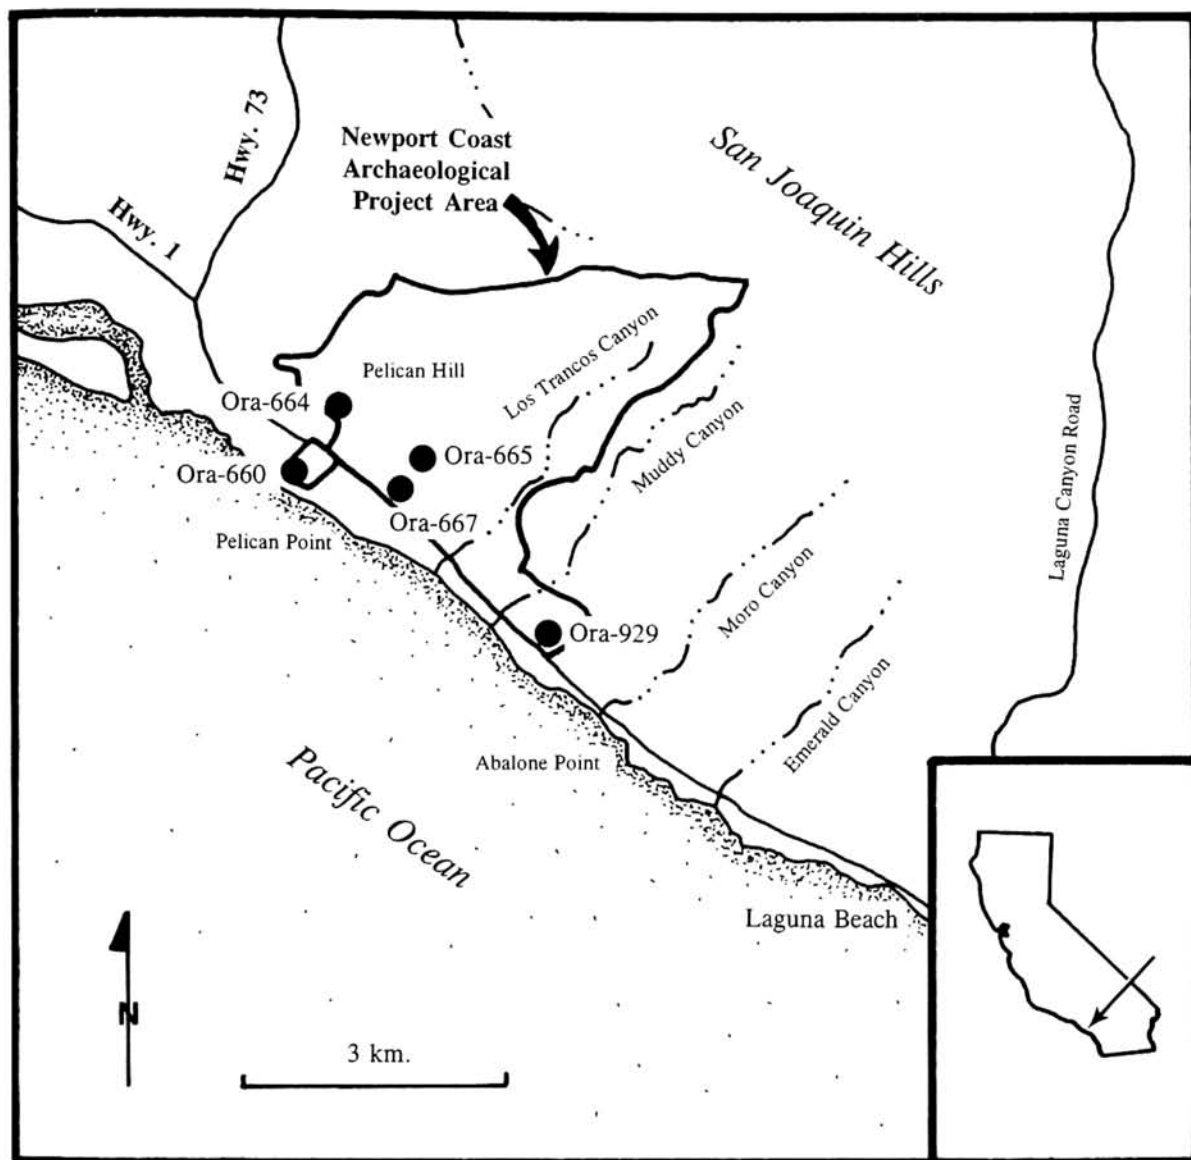 Hwy. 73
Hwy. 1
Newport Coast
Archaeological
Project Area
San Joaquin Hills
Pelican Hill
Los Trancos Canyon
Ora-664
Ora-665
Ora-660
Ora-667
Muddy Canyon
Pelican Point
Laguna Canyon Road
Moro Canyon
Ora-929
Emerald Canyon
Abalone Point
Pacific Ocean
Laguna Beach
N
3 km.